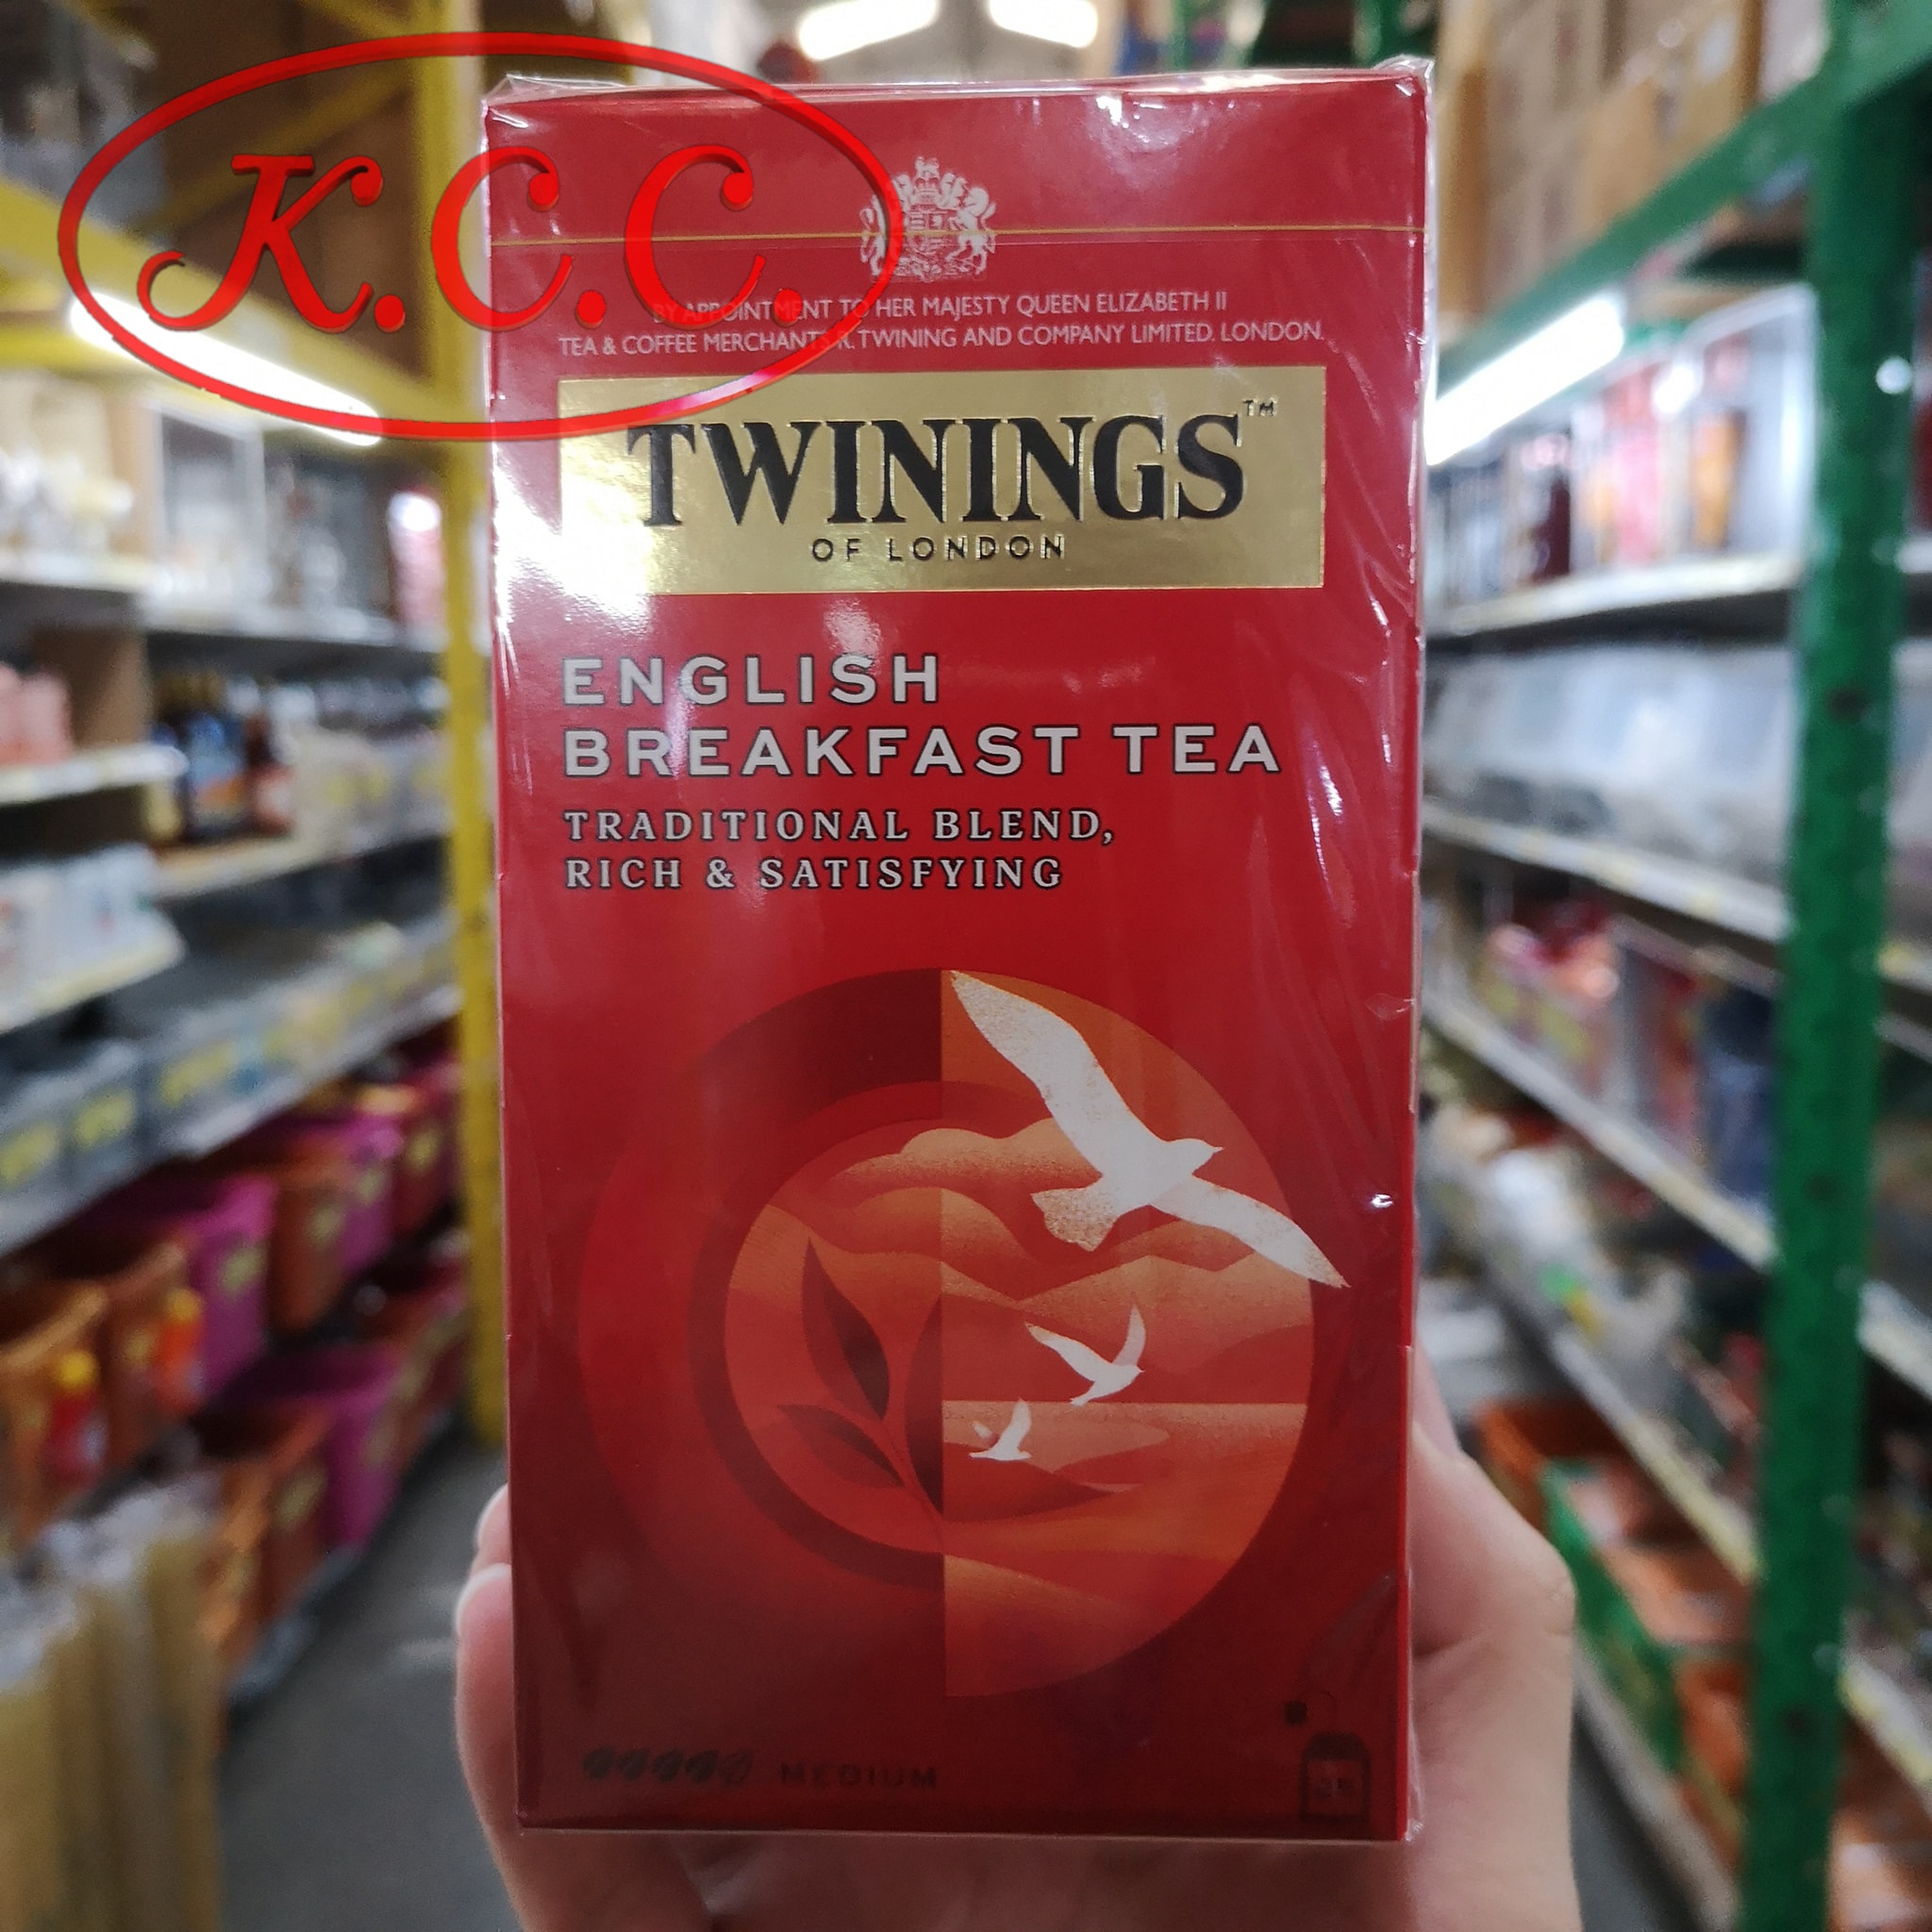 K.C.C.
BY APPOINTMENT TO HER MAJESTY QUEEN ELIZABETH II
TEA & COFFEE MERCHANTS R. TWINING AND COMPANY LIMITED. LONDON.
TWININGS™
OF LONDON
ENGLISH
BREAKFAST TEA
TRADITIONAL BLEND,
RICH & SATISFYING
MEDIUM